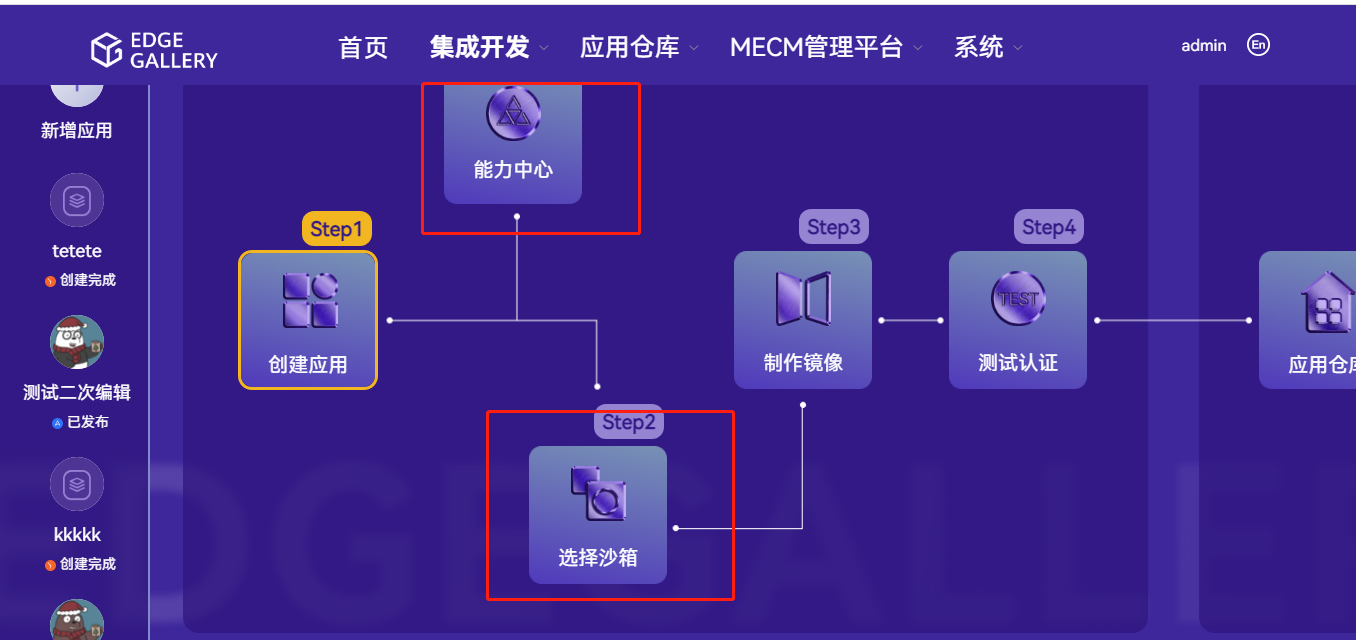 EDGE
GALLERY
首页
集成开发
应用仓库
MECM管理平台
系统
admin
En
新增应用
tetete
创建完成
测试二次编辑
已发布
kkkkk
创建完成
能力中心
Step1
创建应用
Step2
选择沙箱
Step3
制作镜像
Step4
TEST
测试认证
应用仓库
EDGEGALLER